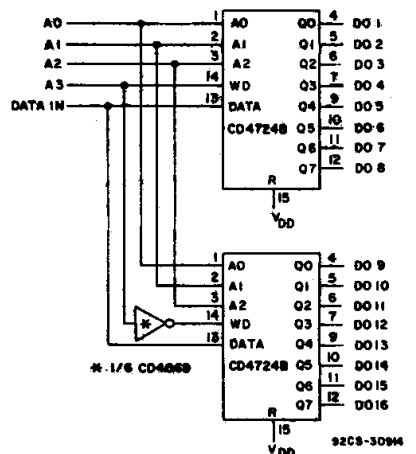 A0 1 A0 Q0 4 DO 1
A1 2 A1 Q1 5 DO 2
A2 3 A2 Q2 6 DO 3
A3 14 WD Q3 7 DO 4
DATA IN 13 DATA Q4 9 DO 5
CD4724B Q5 10 DO 6
Q6 11 DO 7
Q7 12 DO 8
R
15
VDD
1 A0 Q0 4 DO 9
2 A1 Q1 5 DO 10
3 A2 Q2 6 DO 11
* 14 WD Q3 7 DO 12
13 DATA Q4 9 DO 13
* 1/6 CD4069 CD4724B Q5 10 DO 14
Q6 11 DO 15
Q7 12 DO 16
R
15
VDD
92CS-30914